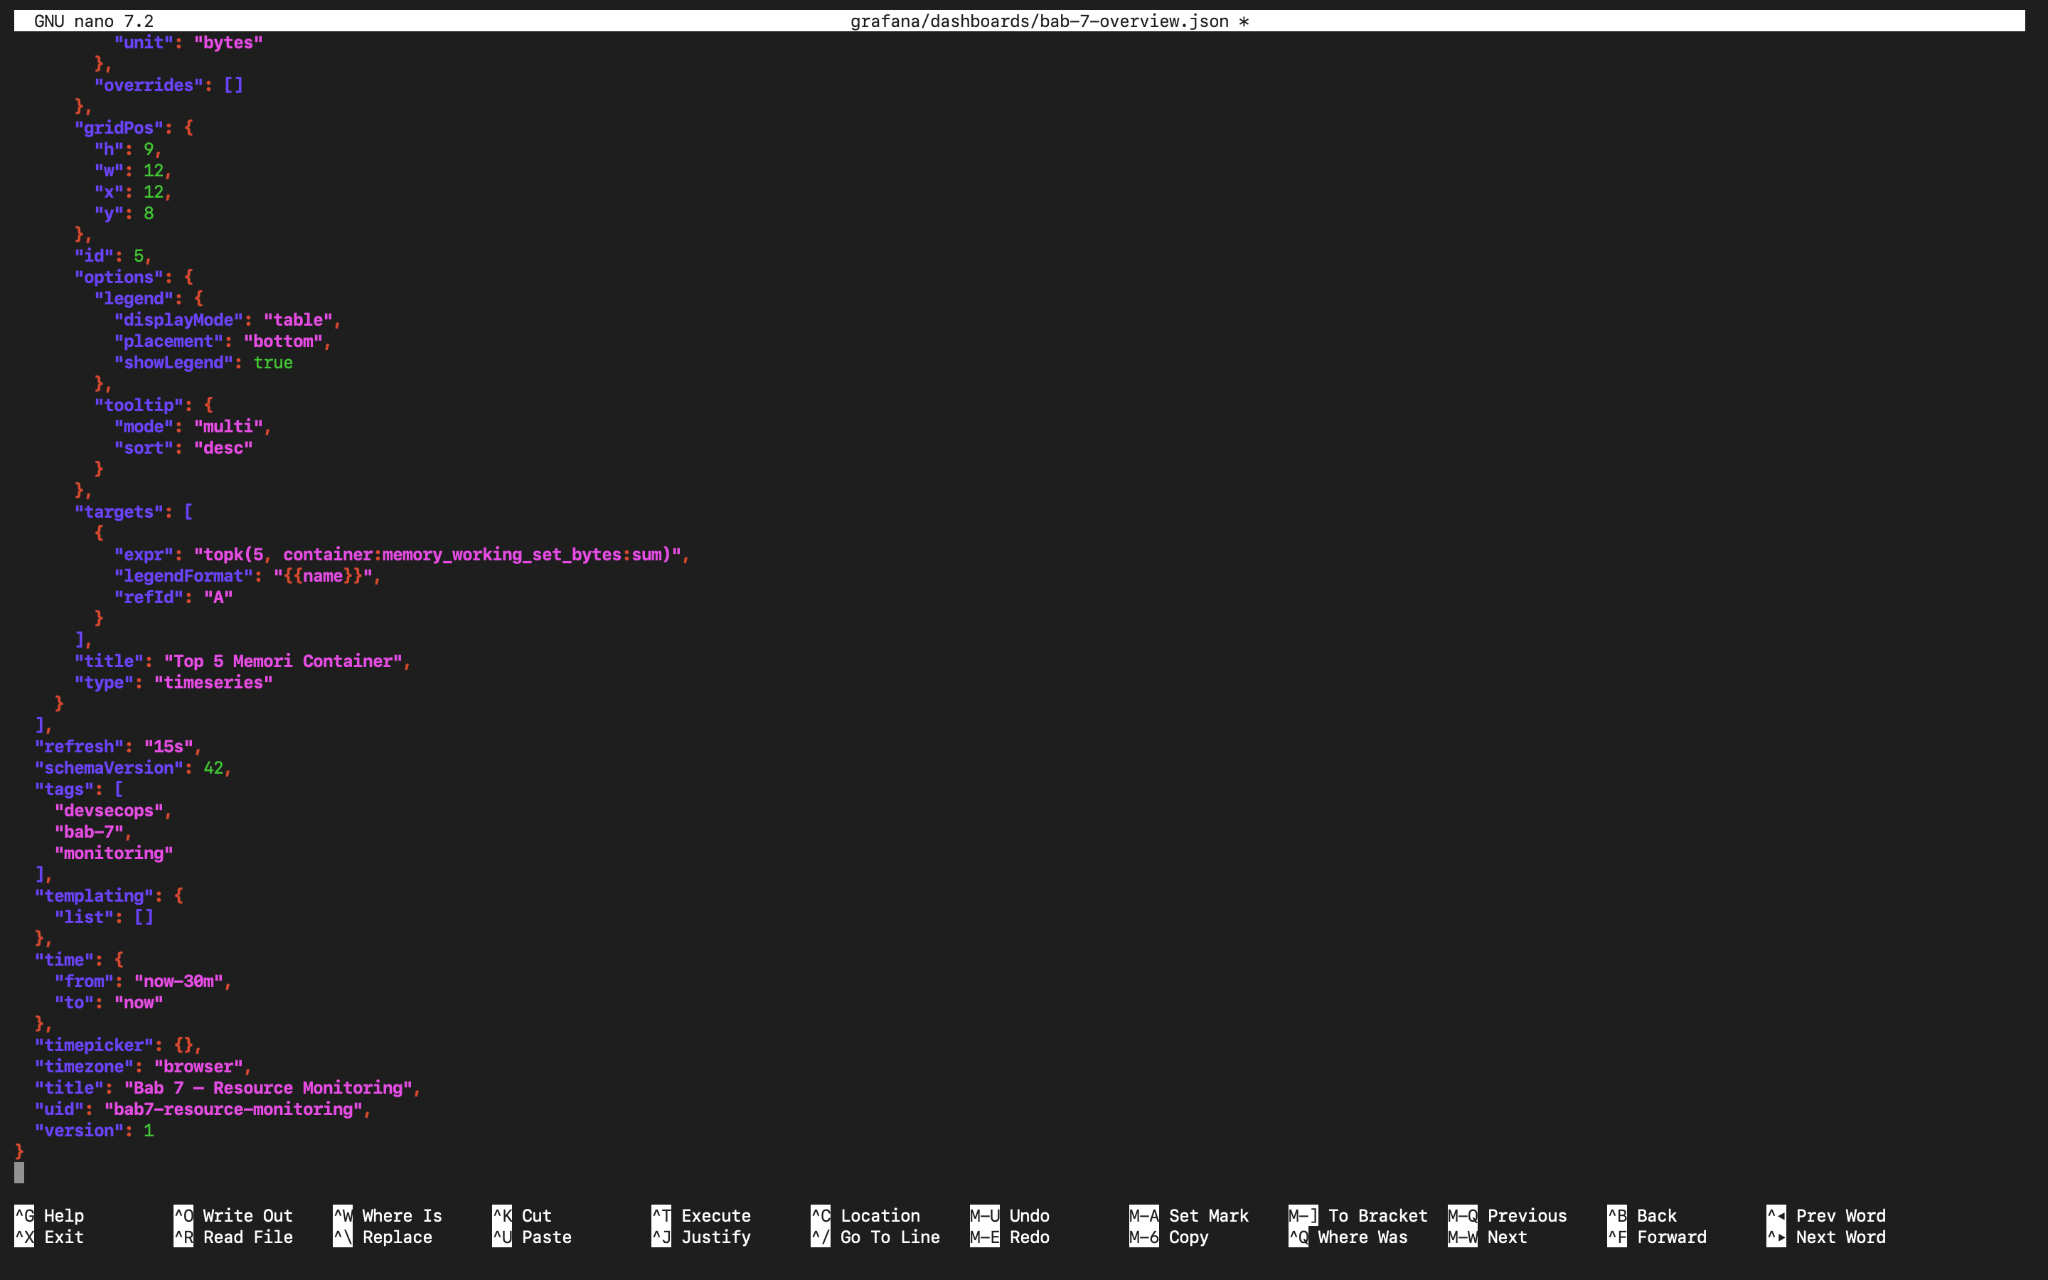 GNU nano 7.2 grafana/dashboards/bab-7-overview.json *
            "unit": "bytes"
          },
          "overrides": []
        },
        "gridPos": {
          "h": 9,
          "w": 12,
          "x": 12,
          "y": 8
        },
        "id": 5,
        "options": {
          "legend": {
            "displayMode": "table",
            "placement": "bottom",
            "showLegend": true
          },
          "tooltip": {
            "mode": "multi",
            "sort": "desc"
          }
        },
        "targets": [
          {
            "expr": "topk(5, container:memory_working_set_bytes:sum)",
            "legendFormat": "{{name}}",
            "refId": "A"
          }
        ],
        "title": "Top 5 Memori Container",
        "type": "timeseries"
      }
    ],
    "refresh": "15s",
    "schemaVersion": 42,
    "tags": [
      "devsecops",
      "bab-7",
      "monitoring"
    ],
    "templating": {
      "list": []
    },
    "time": {
      "from": "now-30m",
      "to": "now"
    },
    "timepicker": {},
    "timezone": "browser",
    "title": "Bab 7 — Resource Monitoring",
    "uid": "bab7-resource-monitoring",
    "version": 1
}
^G Help ^O Write Out ^W Where Is ^K Cut ^T Execute ^C Location M-U Undo M-A Set Mark M-] To Bracket M-Q Previous ^B Back ^◂ Prev Word
^X Exit ^R Read File ^\ Replace ^U Paste ^J Justify ^/ Go To Line M-E Redo M-6 Copy ^Q Where Was M-W Next ^F Forward ^▸ Next Word